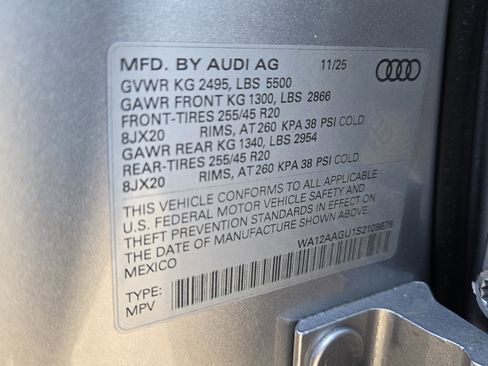 MFD. BY AUDI AG 11/25
GVWR KG 2495, LBS 5500
GAWR FRONT KG 1300, LBS 2866
FRONT-TIRES 255/45 R20
8JX20 RIMS, AT 260 KPA 38 PSI COLD
GAWR REAR KG 1340, LBS 2954
REAR-TIRES 255/45 R20
8JX20 RIMS, AT 260 KPA 38 PSI COLD
THIS VEHICLE CONFORMS TO ALL APPLICABLE
U.S. FEDERAL MOTOR VEHICLE SAFETY AND
THEFT PREVENTION STANDARDS IN EFFECT ON
THE DATE OF MANUFACTURE SHOWN ABOVE.
MEXICO
TYPE:
MPV